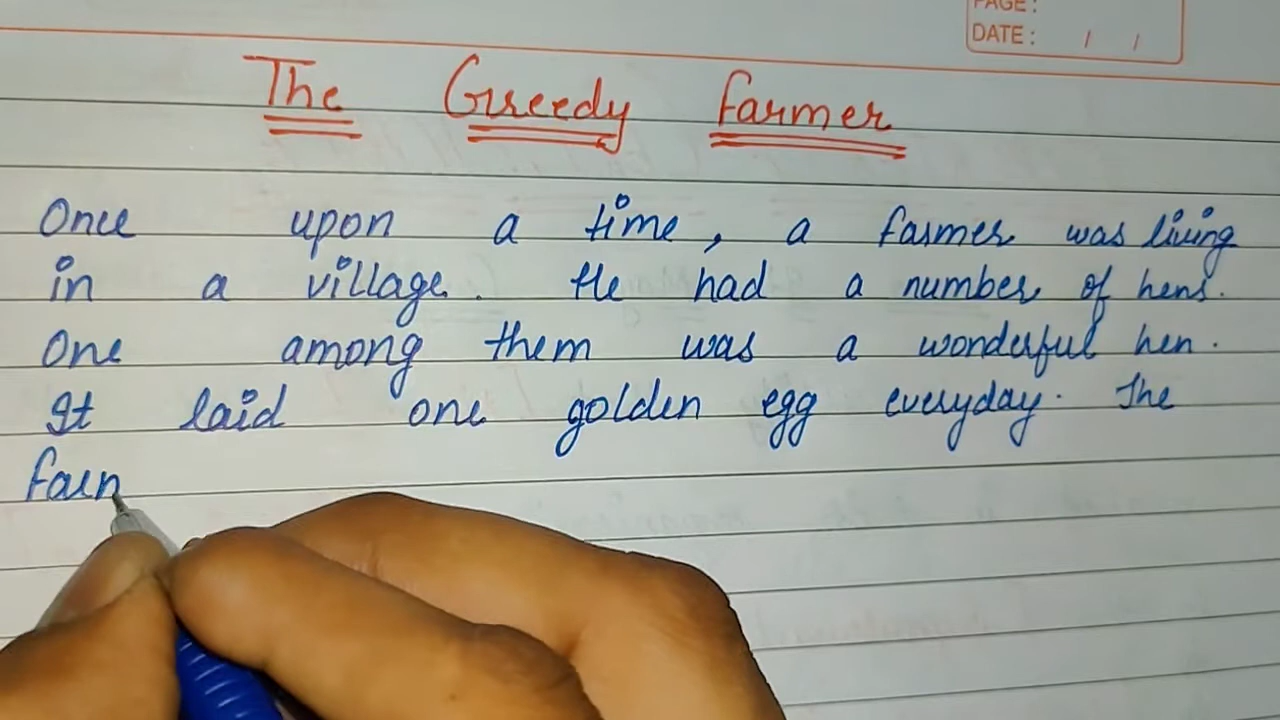 PAGE:
DATE: / /
The Greedy Farmer
Once upon a time, a farmer was living
in a village. He had a number of hens.
One among them was a wonderful hen.
It laid one golden egg everyday. The
farn